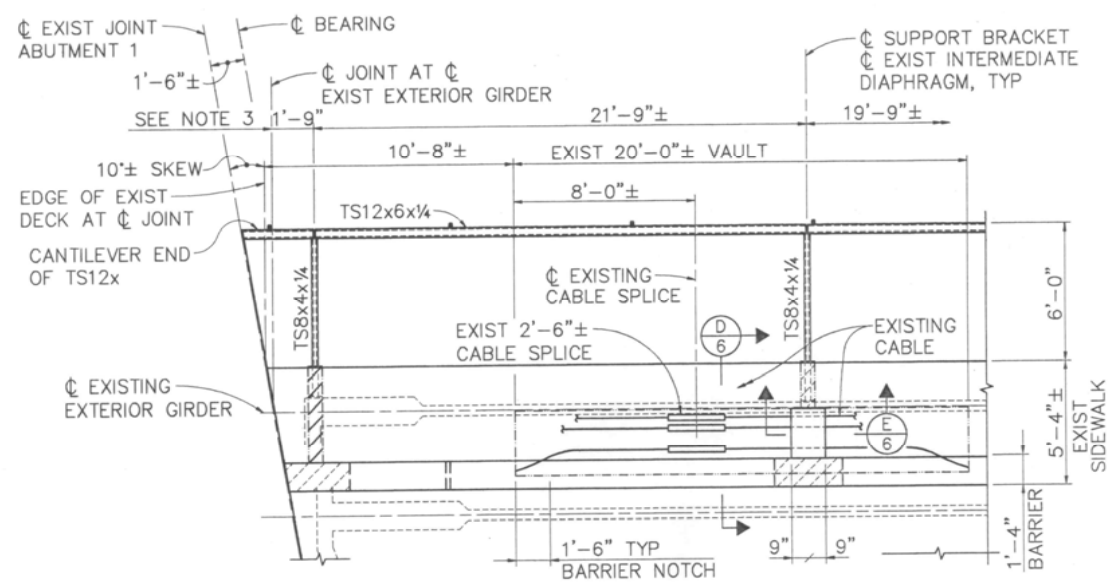 ℄ EXIST JOINT
ABUTMENT 1
℄ BEARING
1'-6"±
℄ JOINT AT ℄
EXIST EXTERIOR GIRDER
℄ SUPPORT BRACKET
℄ EXIST INTERMEDIATE
DIAPHRAGM, TYP
SEE NOTE 3
1'-9"
21'-9"±
19'-9"±
10'-8"±
EXIST 20'-0"± VAULT
10°± SKEW
8'-0"±
EDGE OF EXIST
DECK AT ℄ JOINT
TS12x6x¼
CANTILEVER END
OF TS12x
TS8x4x¼
℄ EXISTING
CABLE SPLICE
TS8x4x¼
6'-0"
EXIST 2'-6"±
CABLE SPLICE
D
6
EXISTING
CABLE
℄ EXISTING
EXTERIOR GIRDER
E
6
5'-4"±
EXIST
SIDEWALK
1'-6" TYP
BARRIER NOTCH
9"
9"
1'-4"
BARRIER